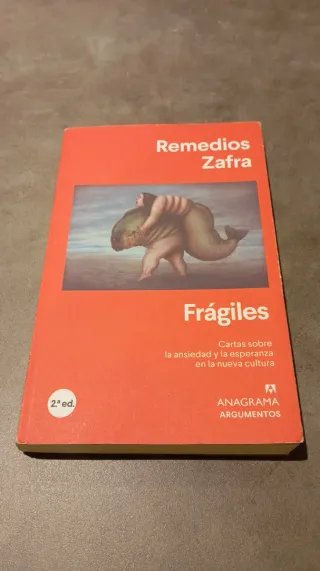 Remedios
Zafra
Frágiles
Cartas sobre
la ansiedad y la esperanza
en la nueva cultura
2.ª ed.
ANAGRAMA
ARGUMENTOS